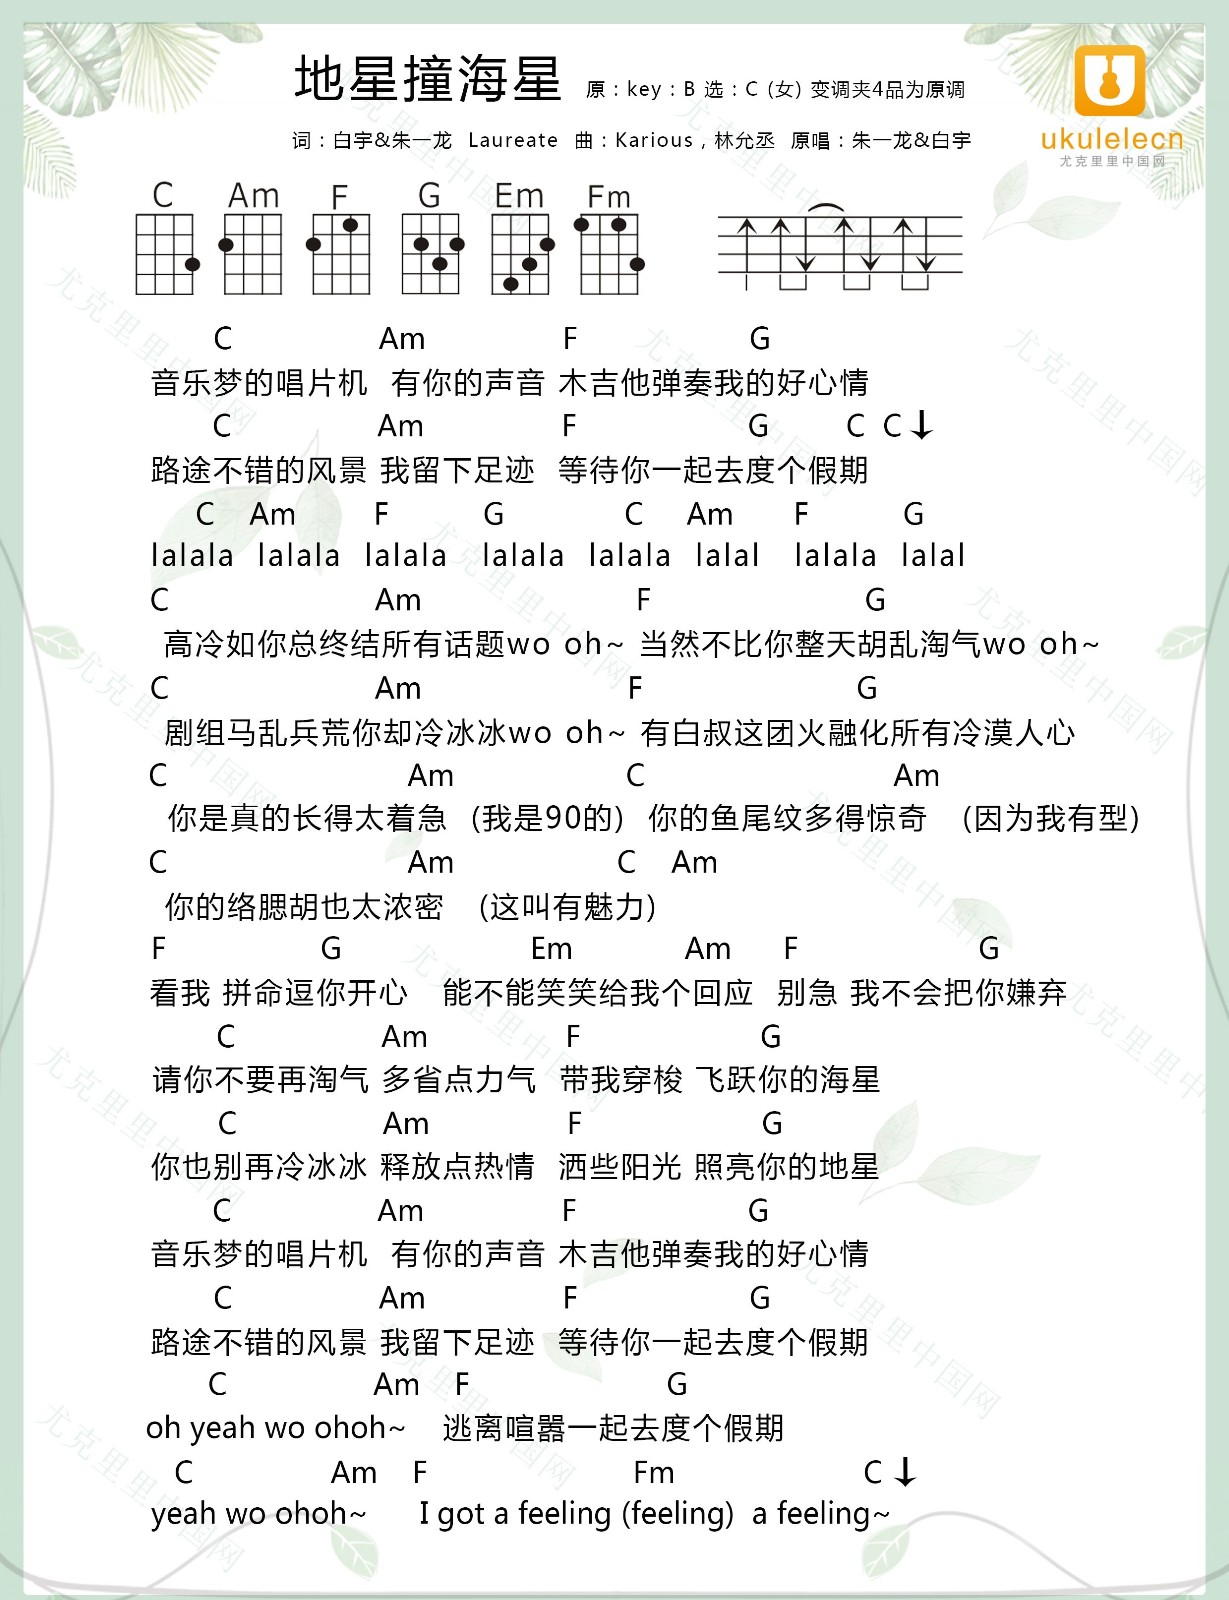 地星撞海星 原：key：B 选：C (女) 变调夹4品为原调
ukulelecn
尤克里里中国网
词：白宇&朱一龙 Laureate 曲：Karious，林允丞 原唱：朱一龙&白宇
C Am F G Em Fm
C Am F G
音乐梦的唱片机 有你的声音 木吉他弹奏我的好心情
C Am F G C C↓
路途不错的风景 我留下足迹 等待你一起去度个假期
C Am F G C Am F G
lalala lalala lalala lalala lalala lalal lalala lalal
C Am F G
高冷如你总终结所有话题wo oh~ 当然不比你整天胡乱淘气wo oh~
C Am F G
剧组马乱兵荒你却冷冰冰wo oh~ 有白叔这团火融化所有冷漠人心
C Am C Am
你是真的长得太着急 (我是90的) 你的鱼尾纹多得惊奇 (因为我有型)
C Am C Am
你的络腮胡也太浓密 (这叫有魅力)
F G Em Am F G
看我 拼命逗你开心 能不能笑笑给我个回应 别急 我不会把你嫌弃
C Am F G
请你不要再淘气 多省点力气 带我穿梭 飞跃你的海星
C Am F G
你也别再冷冰冰 释放点热情 洒些阳光 照亮你的地星
C Am F G
音乐梦的唱片机 有你的声音 木吉他弹奏我的好心情
C Am F G
路途不错的风景 我留下足迹 等待你一起去度个假期
C Am F G
oh yeah wo ohoh~ 逃离喧嚣一起去度个假期
C Am F Fm C↓
yeah wo ohoh~ I got a feeling (feeling) a feeling~